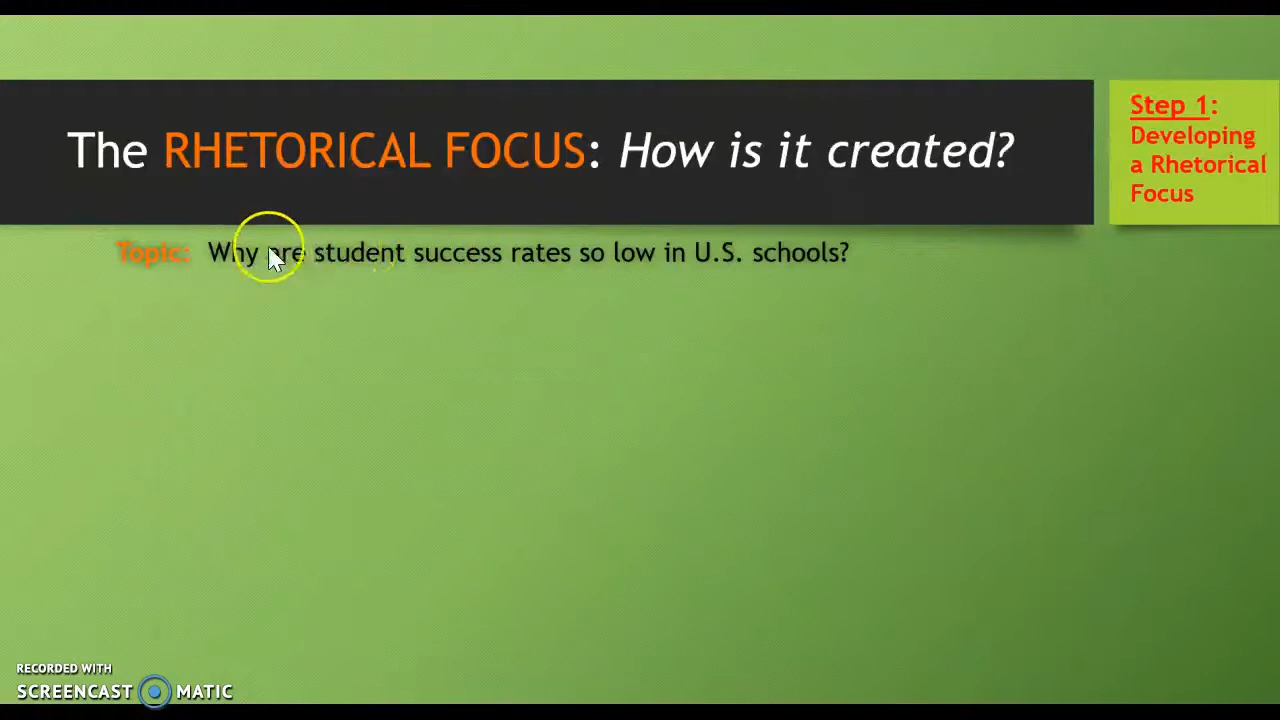 The RHETORICAL FOCUS: How is it created?
Step 1:
Developing
a Rhetorical
Focus
Topic: Why are student success rates so low in U.S. schools?
RECORDED WITH
SCREENCAST MATIC